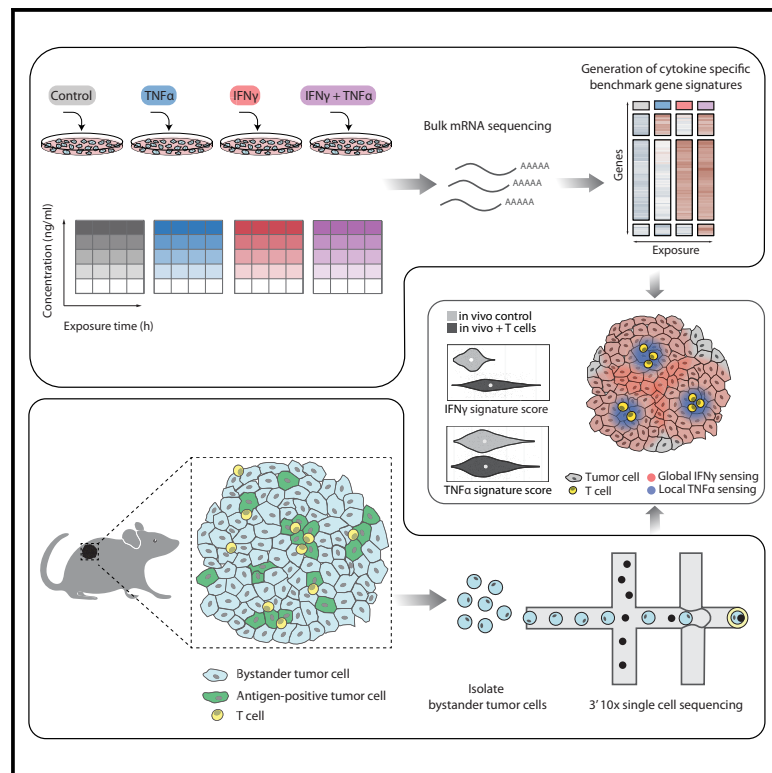 Control
TNFα
IFNγ
IFNγ + TNFα
Bulk mRNA sequencing
AAAAA
AAAAA
AAAAA
Generation of cytokine specific
benchmark gene signatures
Genes
Exposure
Concentration (ng/ml)
Exposure time (h)
in vivo control
in vivo + T cells
IFNγ signature score
TNFα signature score
Tumor cell
T cell
Global IFNγ sensing
Local TNFα sensing
Bystander tumor cell
Antigen-positive tumor cell
T cell
Isolate
bystander tumor cells
3' 10x single cell sequencing